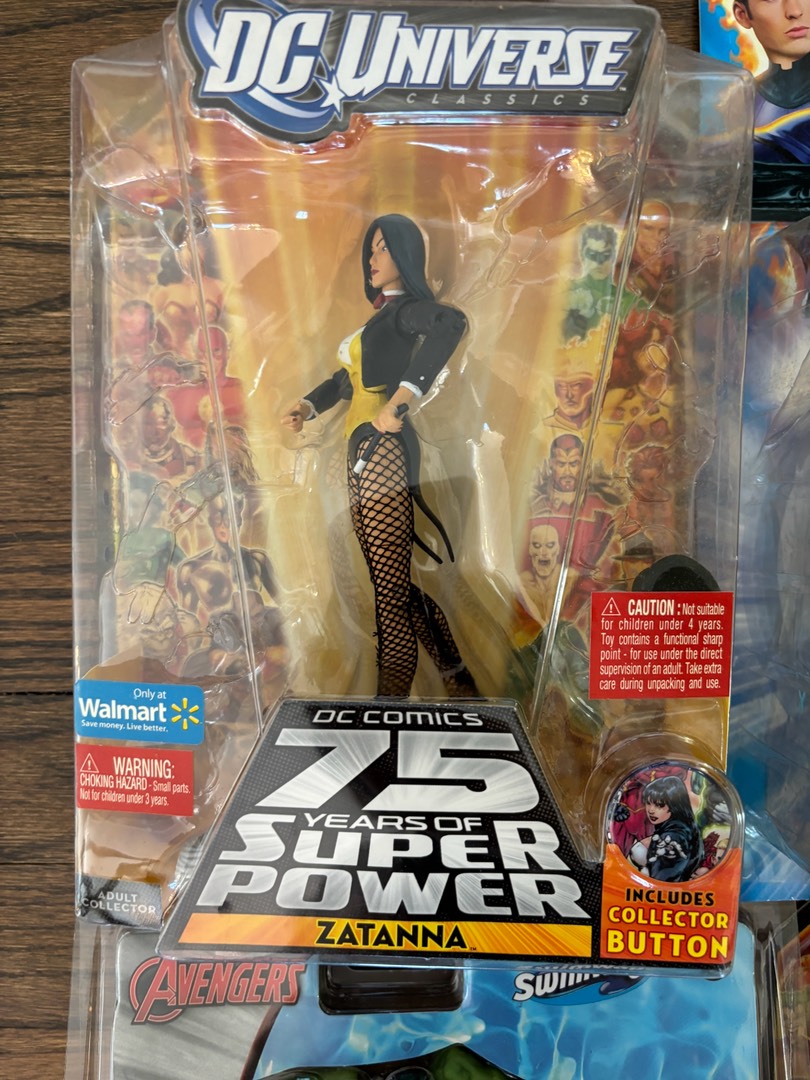 DC UNIVERSE™
CLASSICS
⚠ CAUTION : Not suitable
for children under 4 years.
Toy contains a functional sharp
point - for use under the direct
supervision of an adult. Take extra
care during unpacking and use.
Only at
Walmart
Save money. Live better.
⚠ WARNING:
CHOKING HAZARD - Small parts.
Not for children under 3 years.
ADULT
COLLECTOR
DC COMICS
75
YEARS OF
SUPER
POWER
ZATANNA™
INCLUDES
COLLECTOR
BUTTON
AVENGERS